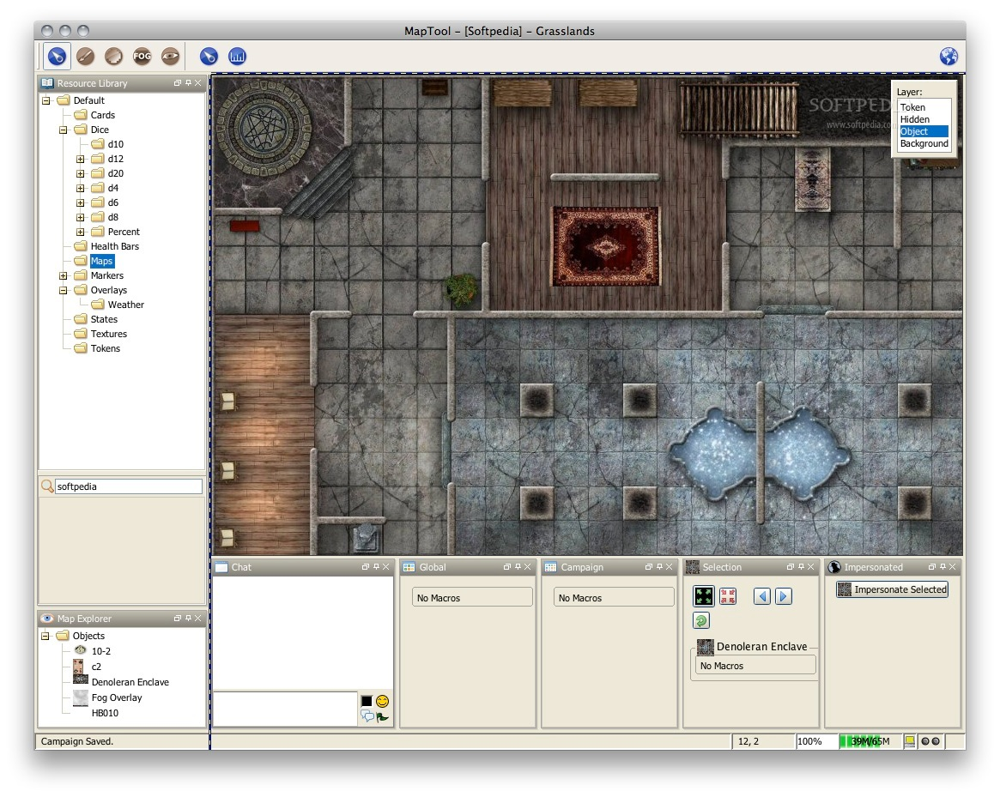 MapTool – [Softpedia] – Grasslands
FOG
Resource Library
Default
Cards
Dice
d10
d12
d20
d4
d6
d8
Percent
Health Bars
Maps
Markers
Overlays
Weather
States
Textures
Tokens
softpedia
Map Explorer
Objects
10-2
c2
Denoleran Enclave
Fog Overlay
HB010
SOFTPED
www.softpedia.com
Layer:
Token
Hidden
Object
Background
Chat
Global
No Macros
Campaign
No Macros
Selection
Denoleran Enclave
No Macros
Impersonated
Impersonate Selected
Campaign Saved.
12, 2
100%
39M/65M